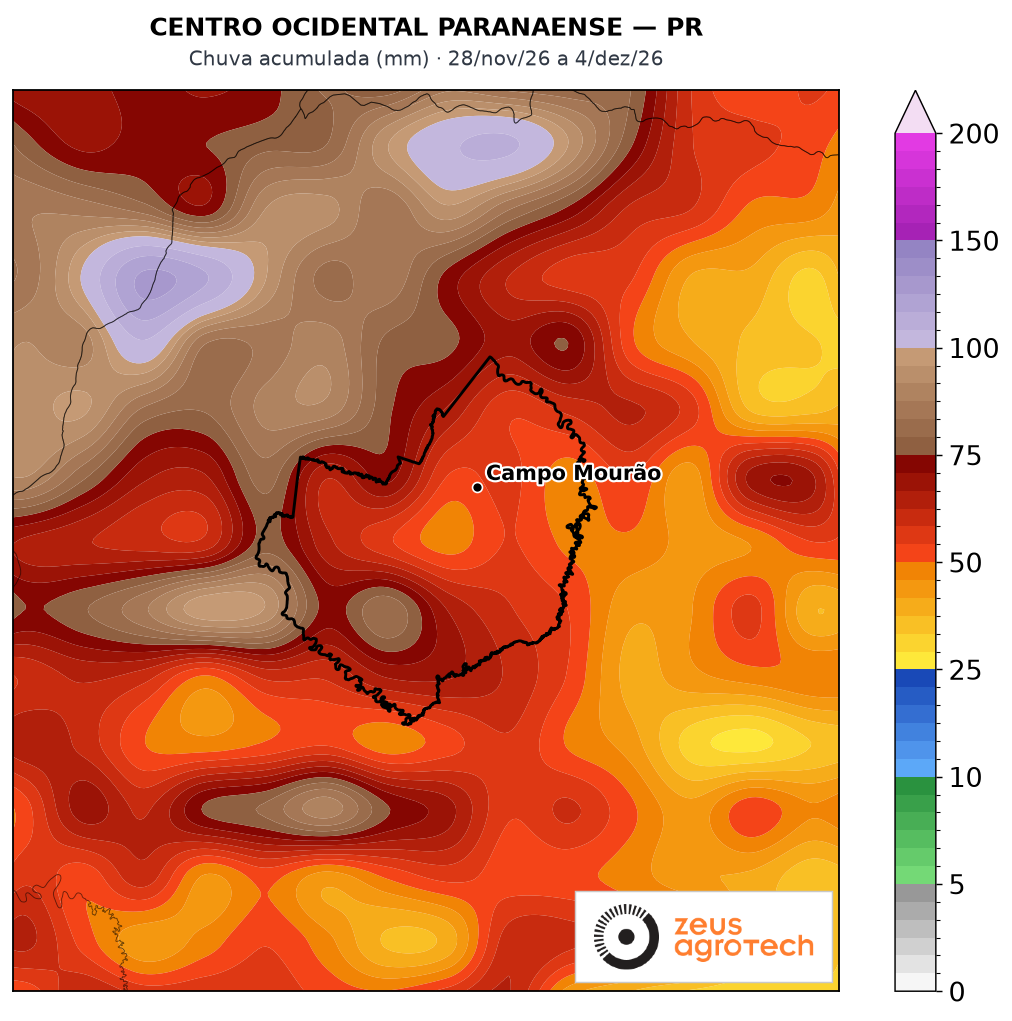 CENTRO OCIDENTAL PARANAENSE — PR
Chuva acumulada (mm) · 28/nov/26 a 4/dez/26
200
150
100
75
50
25
10
5
0
Campo Mourão
zeus
agrotech